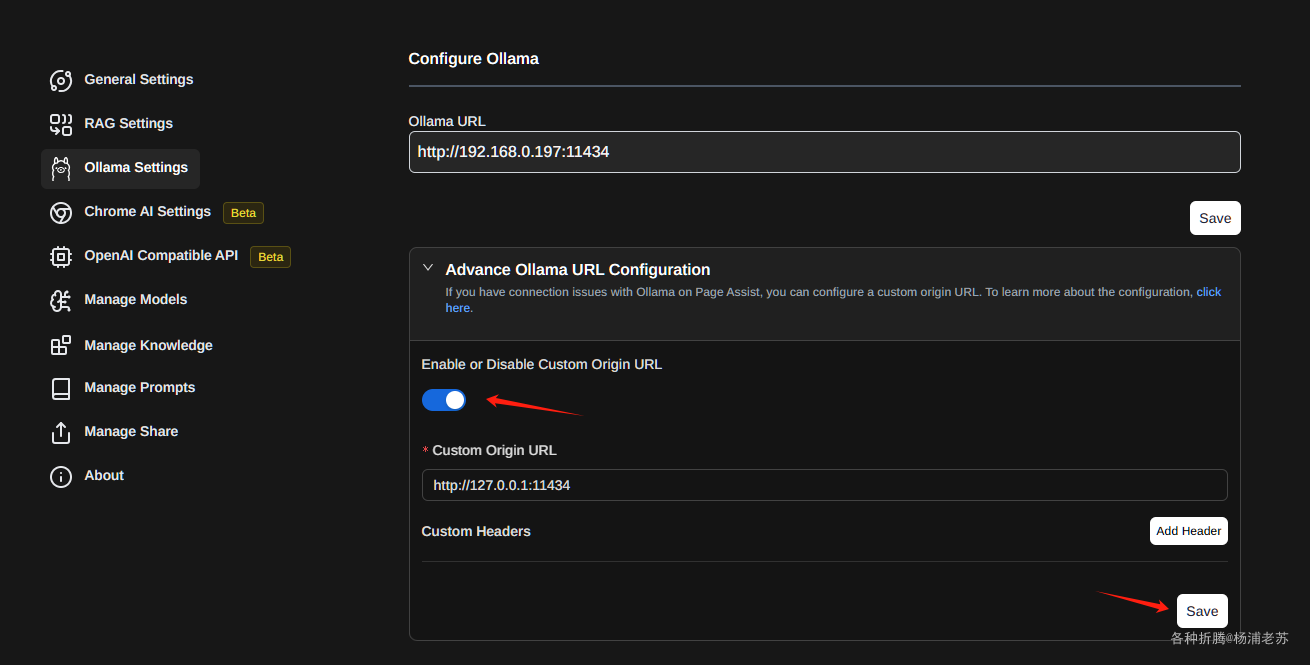 General Settings
RAG Settings
Ollama Settings
Chrome AI Settings Beta
OpenAI Compatible API Beta
Manage Models
Manage Knowledge
Manage Prompts
Manage Share
About
Configure Ollama
Ollama URL
http://192.168.0.197:11434
Save
Advance Ollama URL Configuration
If you have connection issues with Ollama on Page Assist, you can configure a custom origin URL. To learn more about the configuration, click
here.
Enable or Disable Custom Origin URL
* Custom Origin URL
http://127.0.0.1:11434
Custom Headers
Add Header
Save
各种折腾@杨浦老苏